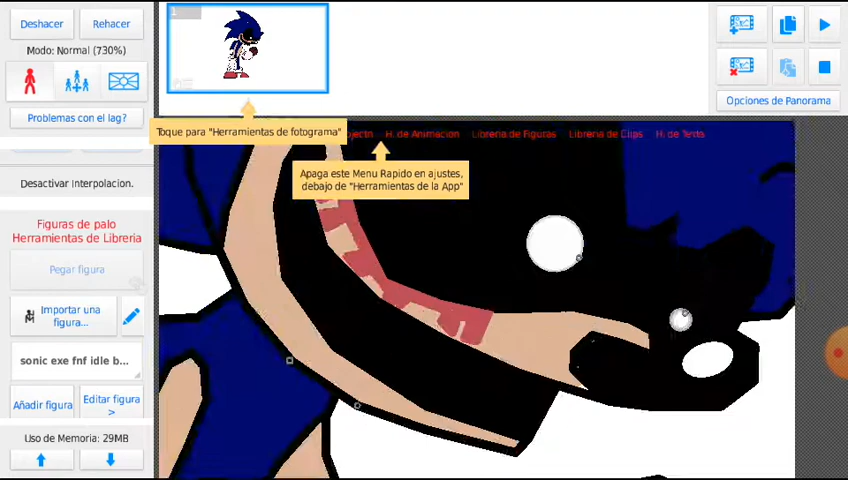 Deshacer
Rehacer
Modo: Normal (730%)
Problemas con el lag?
Desactivar Interpolacion.
Figuras de palo
Herramientas de Libreria
Pegar figura
Importar una
figura...
sonic exe fnf idle b...
Añadir figura
Editar figura
>
Uso de Memoria: 29MB
1
Toque para "Herramientas de fotograma"
H. de Animacion
Libreria de Figuras
Libreria de Clips
H. de Texto
Apaga este Menu Rapido en ajustes,
debajo de "Herramientas de la App"
Opciones de Panorama